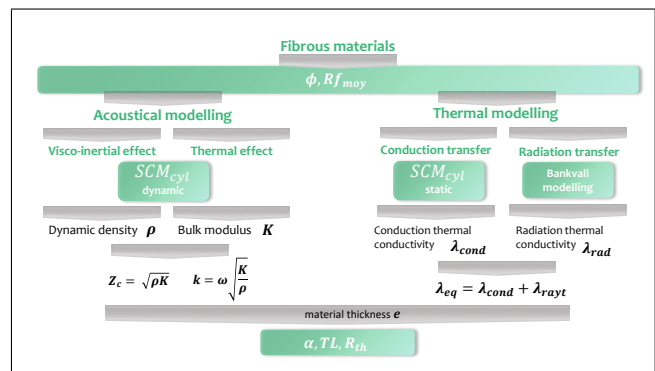 Fibrous materials
ϕ, Rf_moy
Acoustical modelling
Thermal modelling
Visco-inertial effect
Thermal effect
Conduction transfer
Radiation transfer
SCM_cyl
dynamic
SCM_cyl
static
Bankvall
modelling
Dynamic density ρ
Bulk modulus K
Conduction thermal
conductivity λ_cond
Radiation thermal
conductivity λ_rad
Z_c = √ρK
k = ω√(K/ρ)
λ_eq = λ_cond + λ_rayt
material thickness e
α, TL, R_th